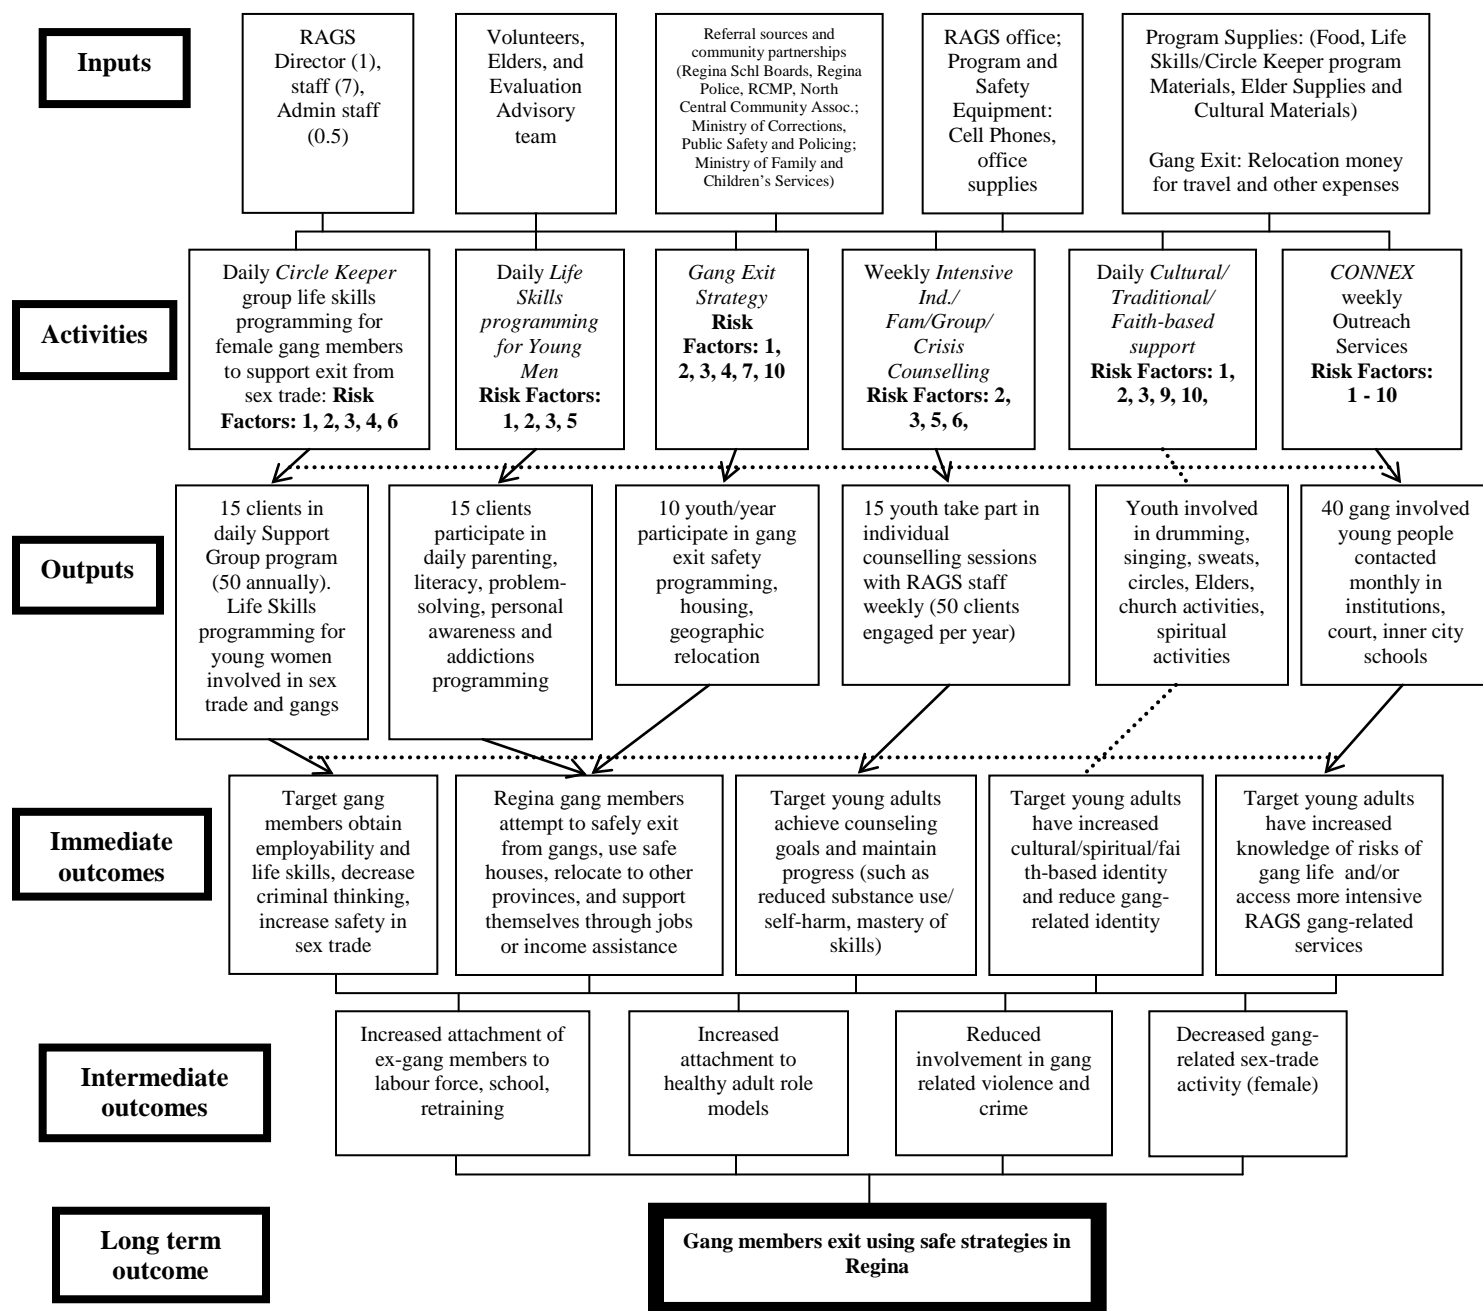 Inputs
RAGS
Director (1),
staff (7),
Admin staff
(0.5)
Volunteers,
Elders, and
Evaluation
Advisory
team
Referral sources and
community partnerships
(Regina Schl Boards, Regina
Police, RCMP, North
Central Community Assoc.;
Ministry of Corrections,
Public Safety and Policing;
Ministry of Family and
Children’s Services)
RAGS office;
Program and
Safety
Equipment:
Cell Phones,
office
supplies
Program Supplies: (Food, Life
Skills/Circle Keeper program
Materials, Elder Supplies and
Cultural Materials)
Gang Exit: Relocation money
for travel and other expenses
Activities
Daily Circle Keeper
group life skills
programming for
female gang members
to support exit from
sex trade: Risk
Factors: 1, 2, 3, 4, 6
Daily Life
Skills
programming
for Young
Men
Risk Factors:
1, 2, 3, 5
Gang Exit
Strategy
Risk
Factors: 1,
2, 3, 4, 7, 10
Weekly Intensive
Ind./
Fam/Group/
Crisis
Counselling
Risk Factors: 2,
3, 5, 6,
Daily Cultural/
Traditional/
Faith-based
support
Risk Factors: 1,
2, 3, 9, 10,
CONNEX
weekly
Outreach
Services
Risk Factors:
1 - 10
Outputs
15 clients in
daily Support
Group program
(50 annually).
Life Skills
programming for
young women
involved in sex
trade and gangs
15 clients
participate in
daily parenting,
literacy, problem-
solving, personal
awareness and
addictions
programming
10 youth/year
participate in gang
exit safety
programming,
housing,
geographic
relocation
15 youth take part in
individual
counselling sessions
with RAGS staff
weekly (50 clients
engaged per year)
Youth involved
in drumming,
singing, sweats,
circles, Elders,
church activities,
spiritual
activities
40 gang involved
young people
contacted
monthly in
institutions,
court, inner city
schools
Immediate
outcomes
Target gang
members obtain
employability and
life skills, decrease
criminal thinking,
increase safety in
sex trade
Regina gang members
attempt to safely exit
from gangs, use safe
houses, relocate to other
provinces, and support
themselves through jobs
or income assistance
Target young adults
achieve counseling
goals and maintain
progress (such as
reduced substance use/
self-harm, mastery of
skills)
Target young adults
have increased
cultural/spiritual/fai
th-based identity
and reduce gang-
related identity
Target young adults
have increased
knowledge of risks of
gang life and/or
access more intensive
RAGS gang-related
services
Intermediate
outcomes
Increased attachment of
ex-gang members to
labour force, school,
retraining
Increased
attachment to
healthy adult role
models
Reduced
involvement in gang
related violence and
crime
Decreased gang-
related sex-trade
activity (female)
Long term
outcome
Gang members exit using safe strategies in
Regina